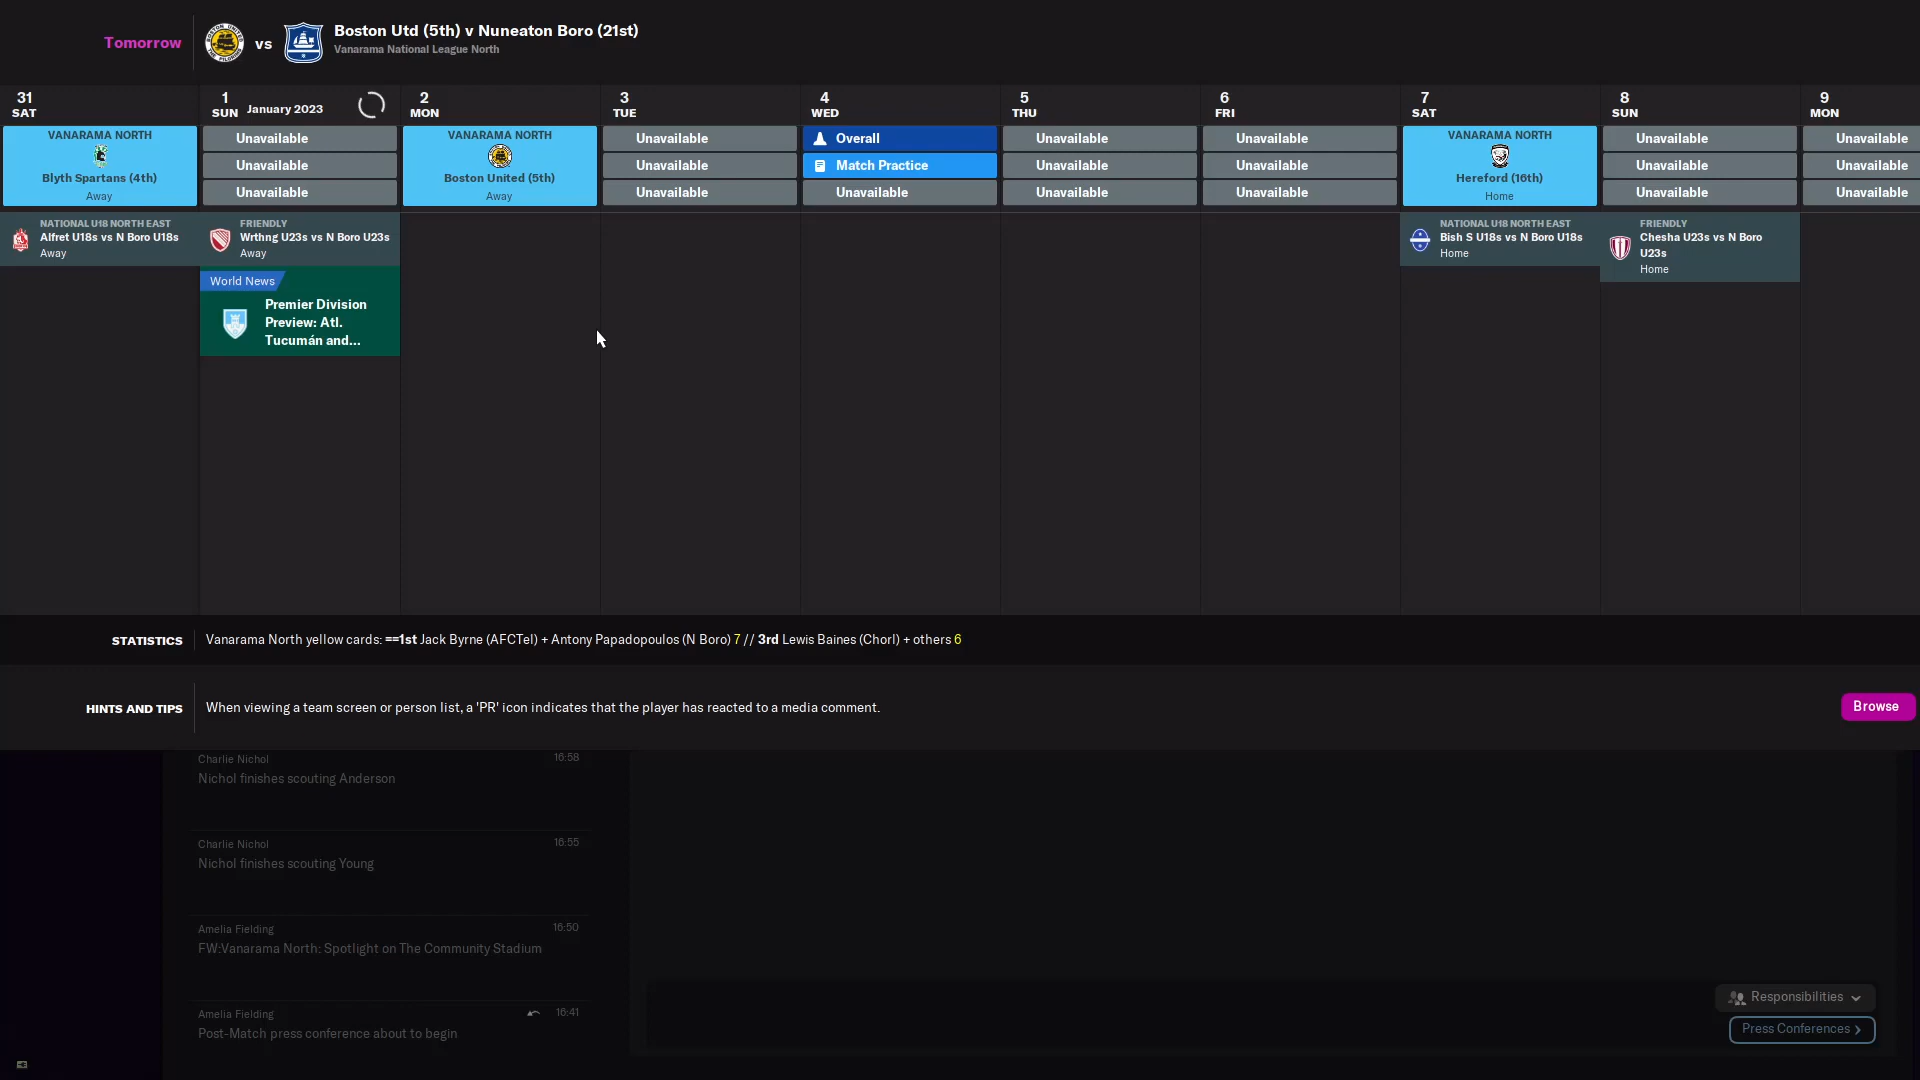 Tomorrow
vs
Boston Utd (5th) v Nuneaton Boro (21st)
Vanarama National League North
31
SAT
1
SUN January 2023
2
MON
3
TUE
4
WED
5
THU
6
FRI
7
SAT
8
SUN
9
MON
VANARAMA NORTH
Blyth Spartans (4th)
Away
Unavailable
Unavailable
Unavailable
VANARAMA NORTH
Boston United (5th)
Away
Unavailable
Unavailable
Unavailable
Overall
Match Practice
Unavailable
Unavailable
Unavailable
Unavailable
Unavailable
Unavailable
Unavailable
VANARAMA NORTH
Hereford (16th)
Home
Unavailable
Unavailable
Unavailable
Unavailable
Unavailable
Unavailable
NATIONAL U18 NORTH EAST
Alfret U18s vs N Boro U18s
Away
FRIENDLY
Wrthng U23s vs N Boro U23s
Away
NATIONAL U18 NORTH EAST
Bish S U18s vs N Boro U18s
Home
FRIENDLY
Chesha U23s vs N Boro
U23s
Home
World News
Premier Division
Preview: Atl.
Tucumán and...
STATISTICS
Vanarama North yellow cards: ==1st Jack Byrne (AFCTel) + Antony Papadopoulos (N Boro) 7 // 3rd Lewis Baines (Chorl) + others 6
HINTS AND TIPS
When viewing a team screen or person list, a 'PR' icon indicates that the player has reacted to a media comment.
Browse
Charlie Nichol 16:58
Nichol finishes scouting Anderson
Charlie Nichol 16:55
Nichol finishes scouting Young
Amelia Fielding 16:50
FW:Vanarama North: Spotlight on The Community Stadium
Amelia Fielding 16:41
Post-Match press conference about to begin
Responsibilities
Press Conferences